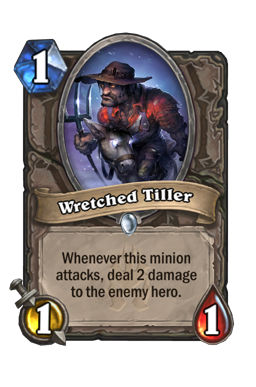 1
Wretched Tiller
Whenever this minion
attacks, deal 2 damage
to the enemy hero.
1 1